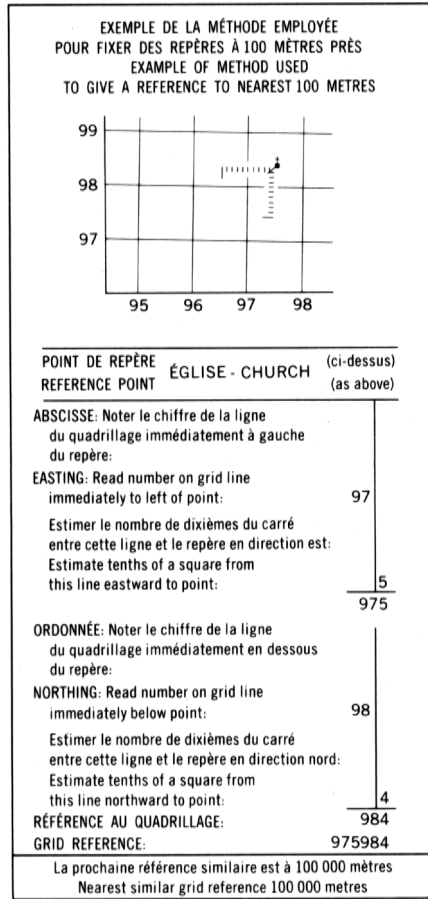 EXEMPLE DE LA MÉTHODE EMPLOYÉE
POUR FIXER DES REPÈRES À 100 MÈTRES PRÈS
EXAMPLE OF METHOD USED
TO GIVE A REFERENCE TO NEAREST 100 METRES
99
98
97
95 96 97 98
POINT DE REPÈRE
REFERENCE POINT
ÉGLISE - CHURCH
(ci-dessus)
(as above)
ABSCISSE: Noter le chiffre de la ligne
du quadrillage immédiatement à gauche
du repère:
EASTING: Read number on grid line
immediately to left of point: 97
Estimer le nombre de dixièmes du carré
entre cette ligne et le repère en direction est:
Estimate tenths of a square from
this line eastward to point: 5
975
ORDONNÉE: Noter le chiffre de la ligne
du quadrillage immédiatement en dessous
du repère:
NORTHING: Read number on grid line
immediately below point: 98
Estimer le nombre de dixièmes du carré
entre cette ligne et le repère en direction nord:
Estimate tenths of a square from
this line northward to point: 4
RÉFÉRENCE AU QUADRILLAGE: 984
GRID REFERENCE: 975984
La prochaine référence similaire est à 100 000 mètres
Nearest similar grid reference 100 000 metres